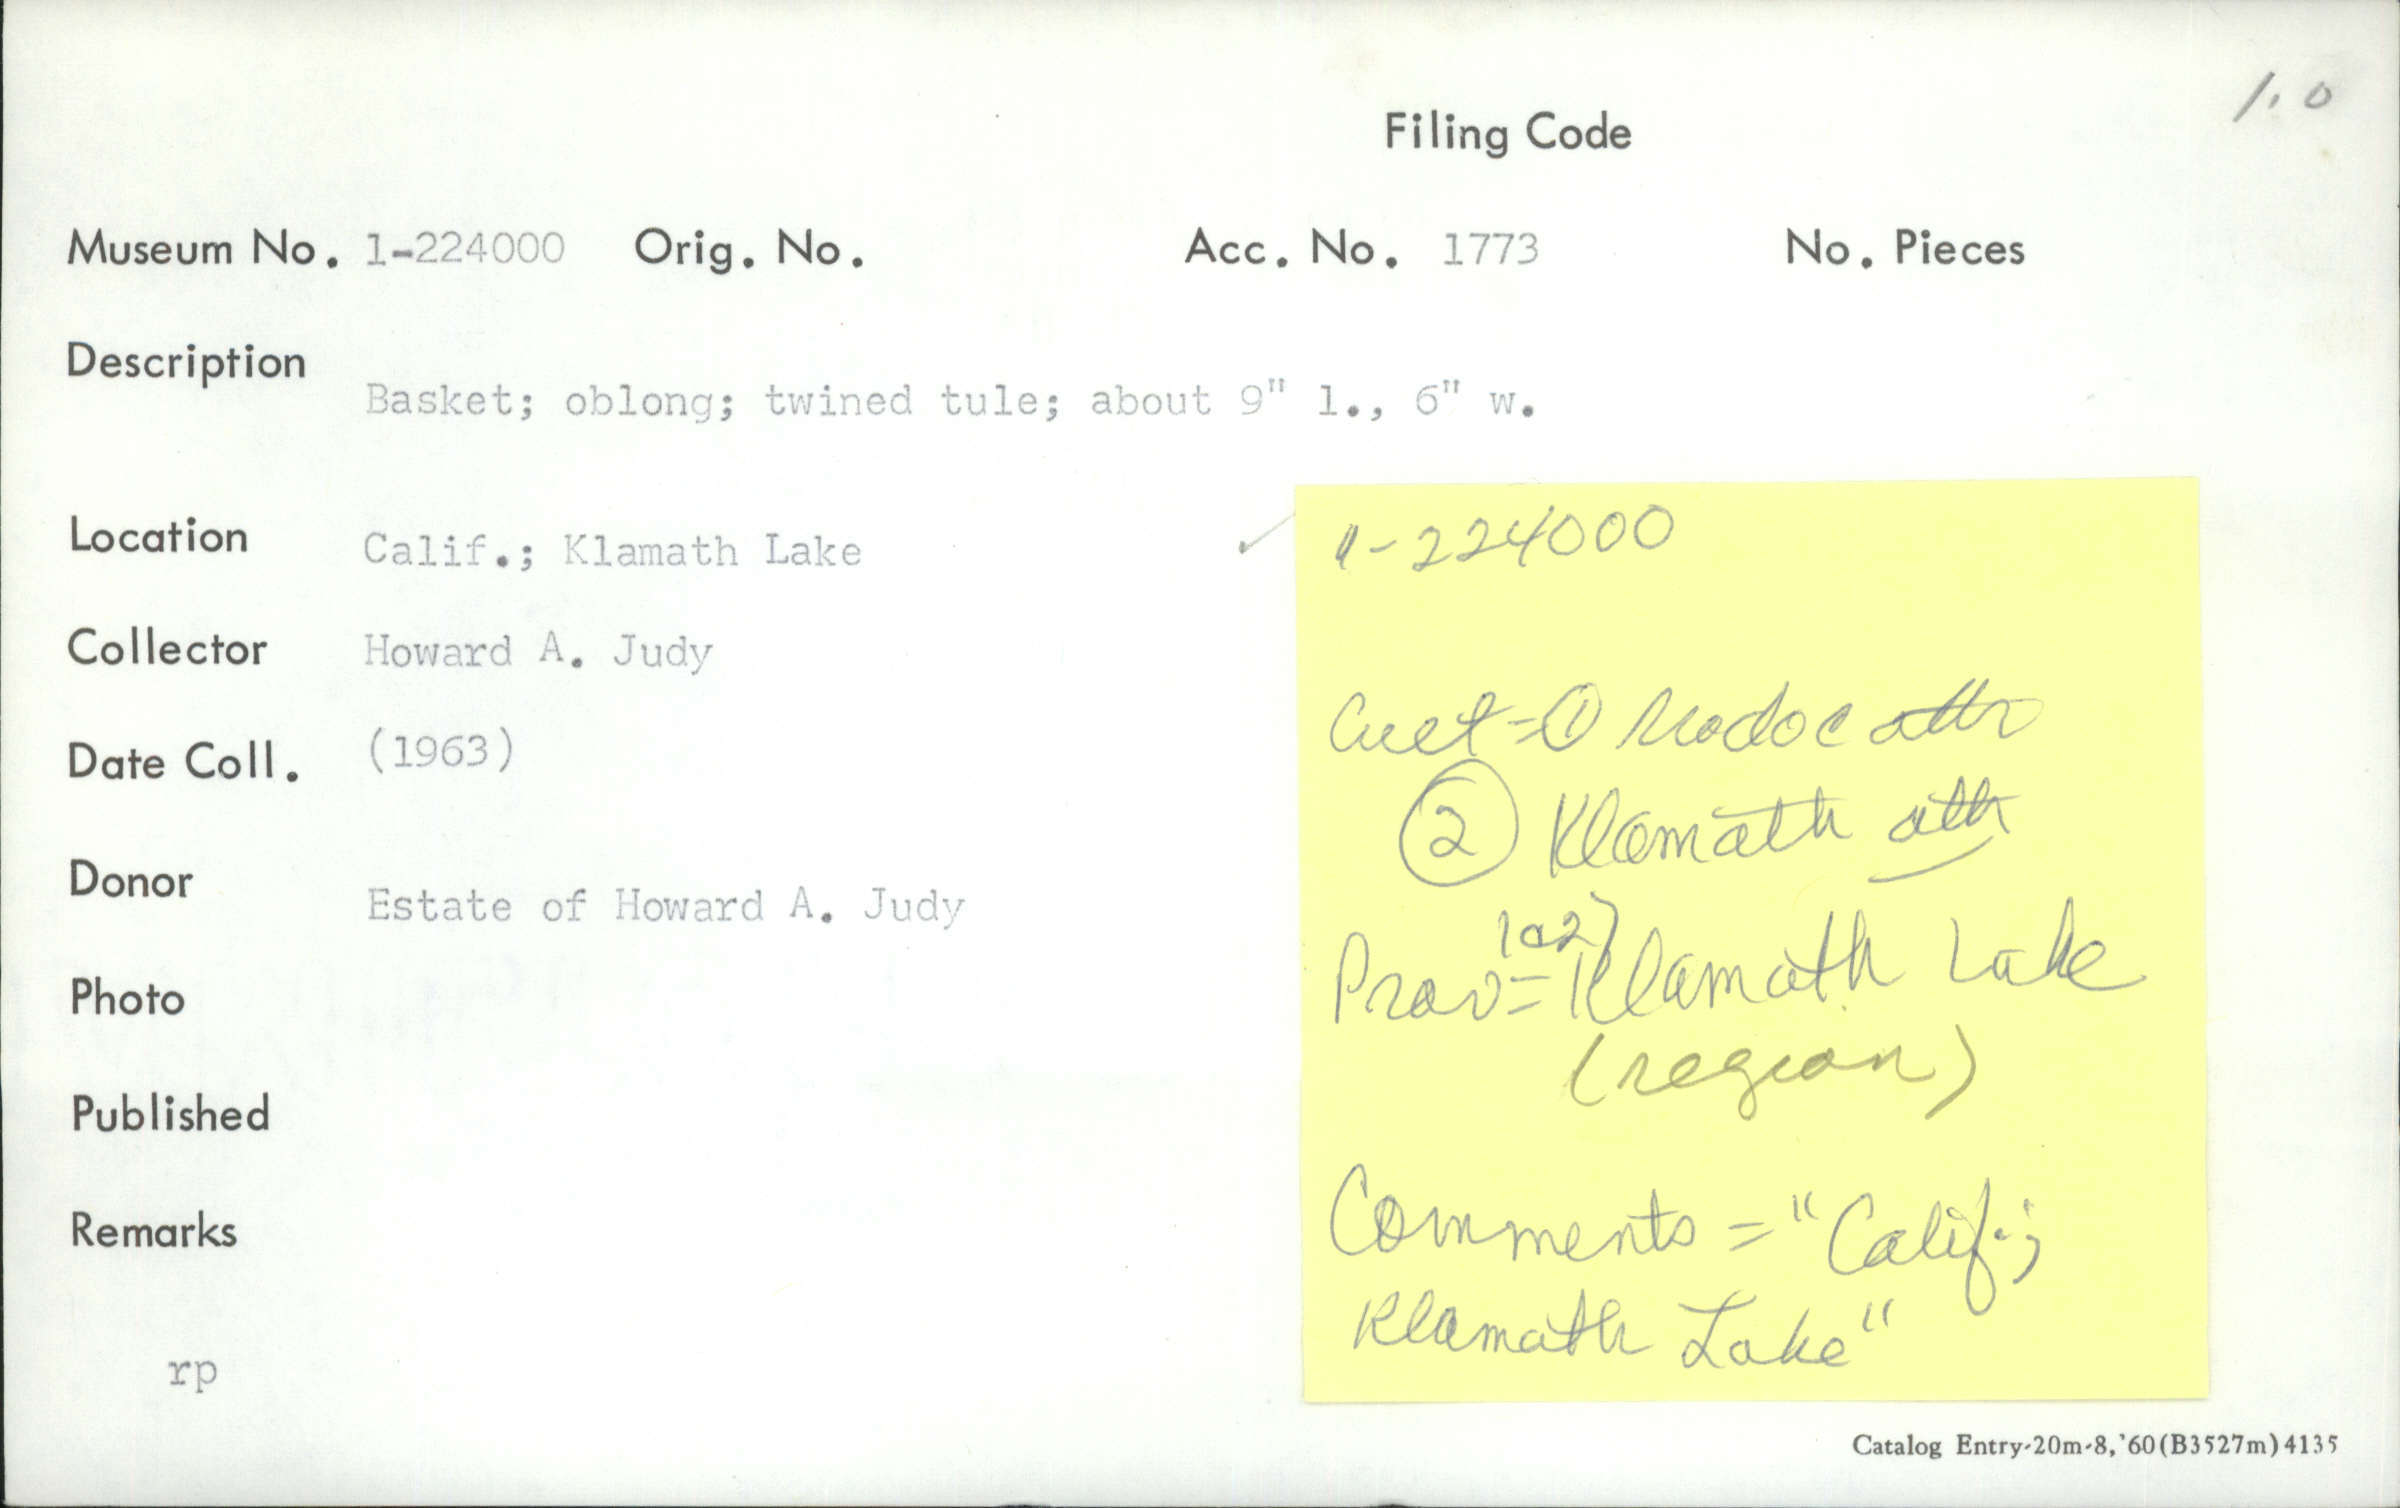 1.0
Filing Code
Museum No. 1-224000 Orig. No. Acc. No. 1773 No. Pieces
Description
Basket; oblong; twined tule; about 9" l., 6" w.
Location Calif.; Klamath Lake
Collector Howard A. Judy
Date Coll. (1963)
Donor
Estate of Howard A. Judy
Photo
Published
Remarks
rp
1-224000
Cult = ① Modoc attr
② Klamath attr
1+2)
Prov = Klamath Lake
(region)
Comments = "Calif.;
Klamath Lake"
Catalog Entry-20m-8,'60(B3527m)4135